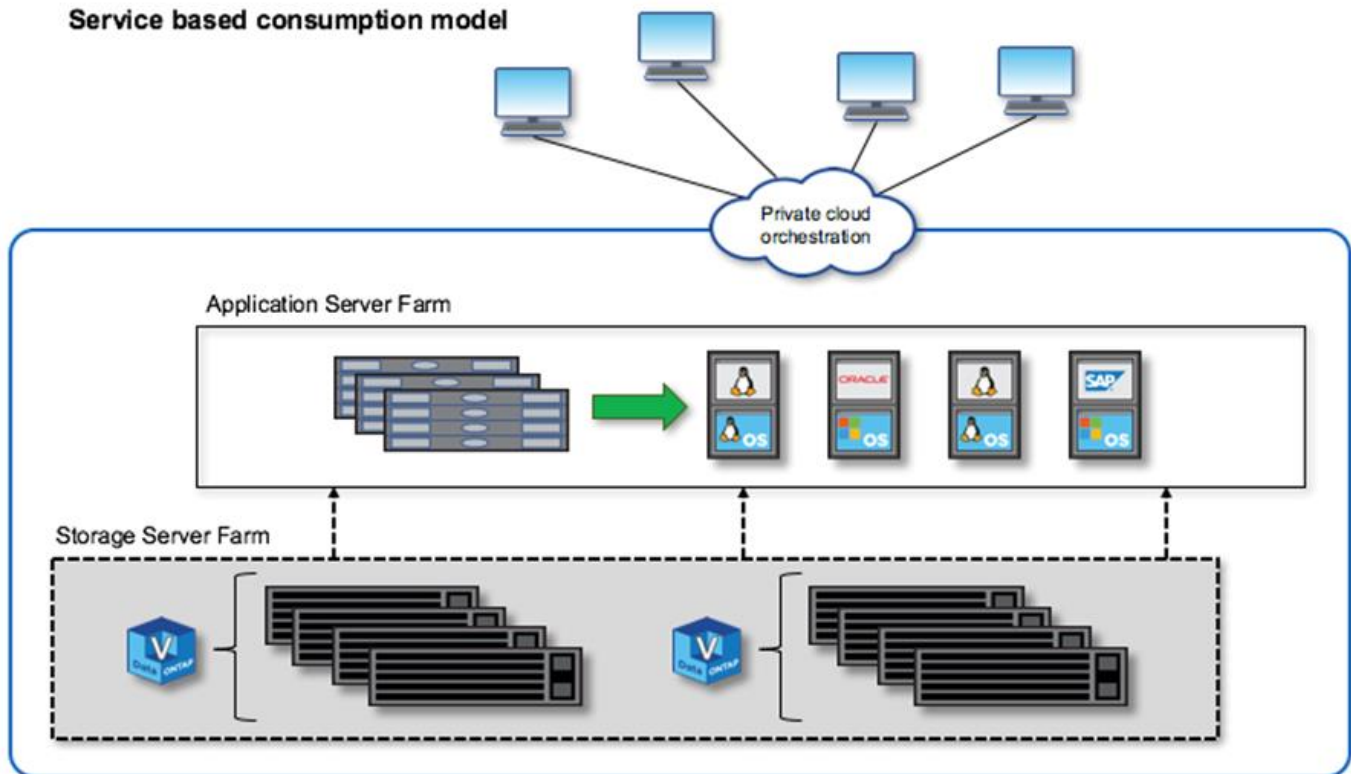 Service based consumption model
Private cloud
orchestration
Application Server Farm
ORACLE
SAP
OS
OS
OS
OS
Storage Server Farm
V
Data ONTAP
V
Data ONTAP